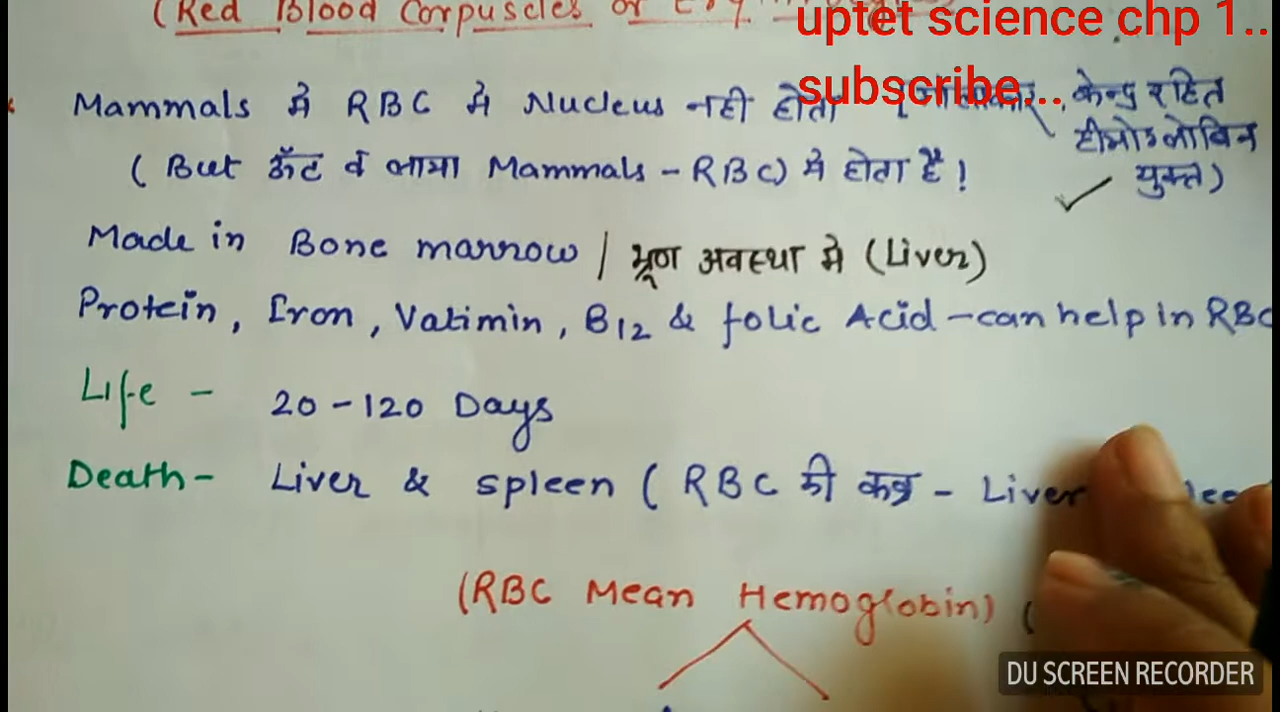 (Red Blood Corpuscles or
uptet science chp 1..
subscribe...
Mammals मे RBC मे Nucleus नही होता केन्द्र रहित
हीमोग्लोबिन
युक्त)
( But ऊँट व लामा Mammals - RBC) मे होता है !
Made in Bone marrow / भ्रूण अवस्था मे (Liver)
Protein, Iron, Vatimin, B12 & folic Acid - can help in RBC
Life - 20 - 120 Days
Death - Liver & spleen ( RBC की कब्र - Liver
(RBC Mean Hemoglobin) (
DU SCREEN RECORDER